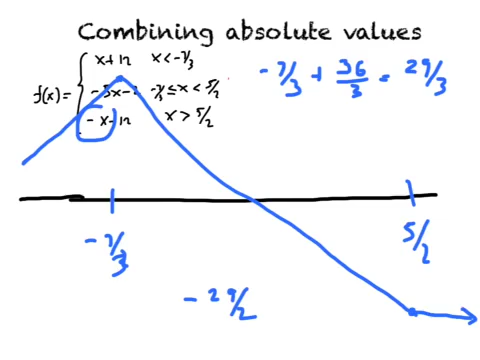 Combining absolute values
x+12 x<-7/3
f(x)= -5x-2 -7/3≤x<5/2
-x-12 x>5/2
-7/3 + 36/3 = 29/3
-7/3
5/2
-29/2